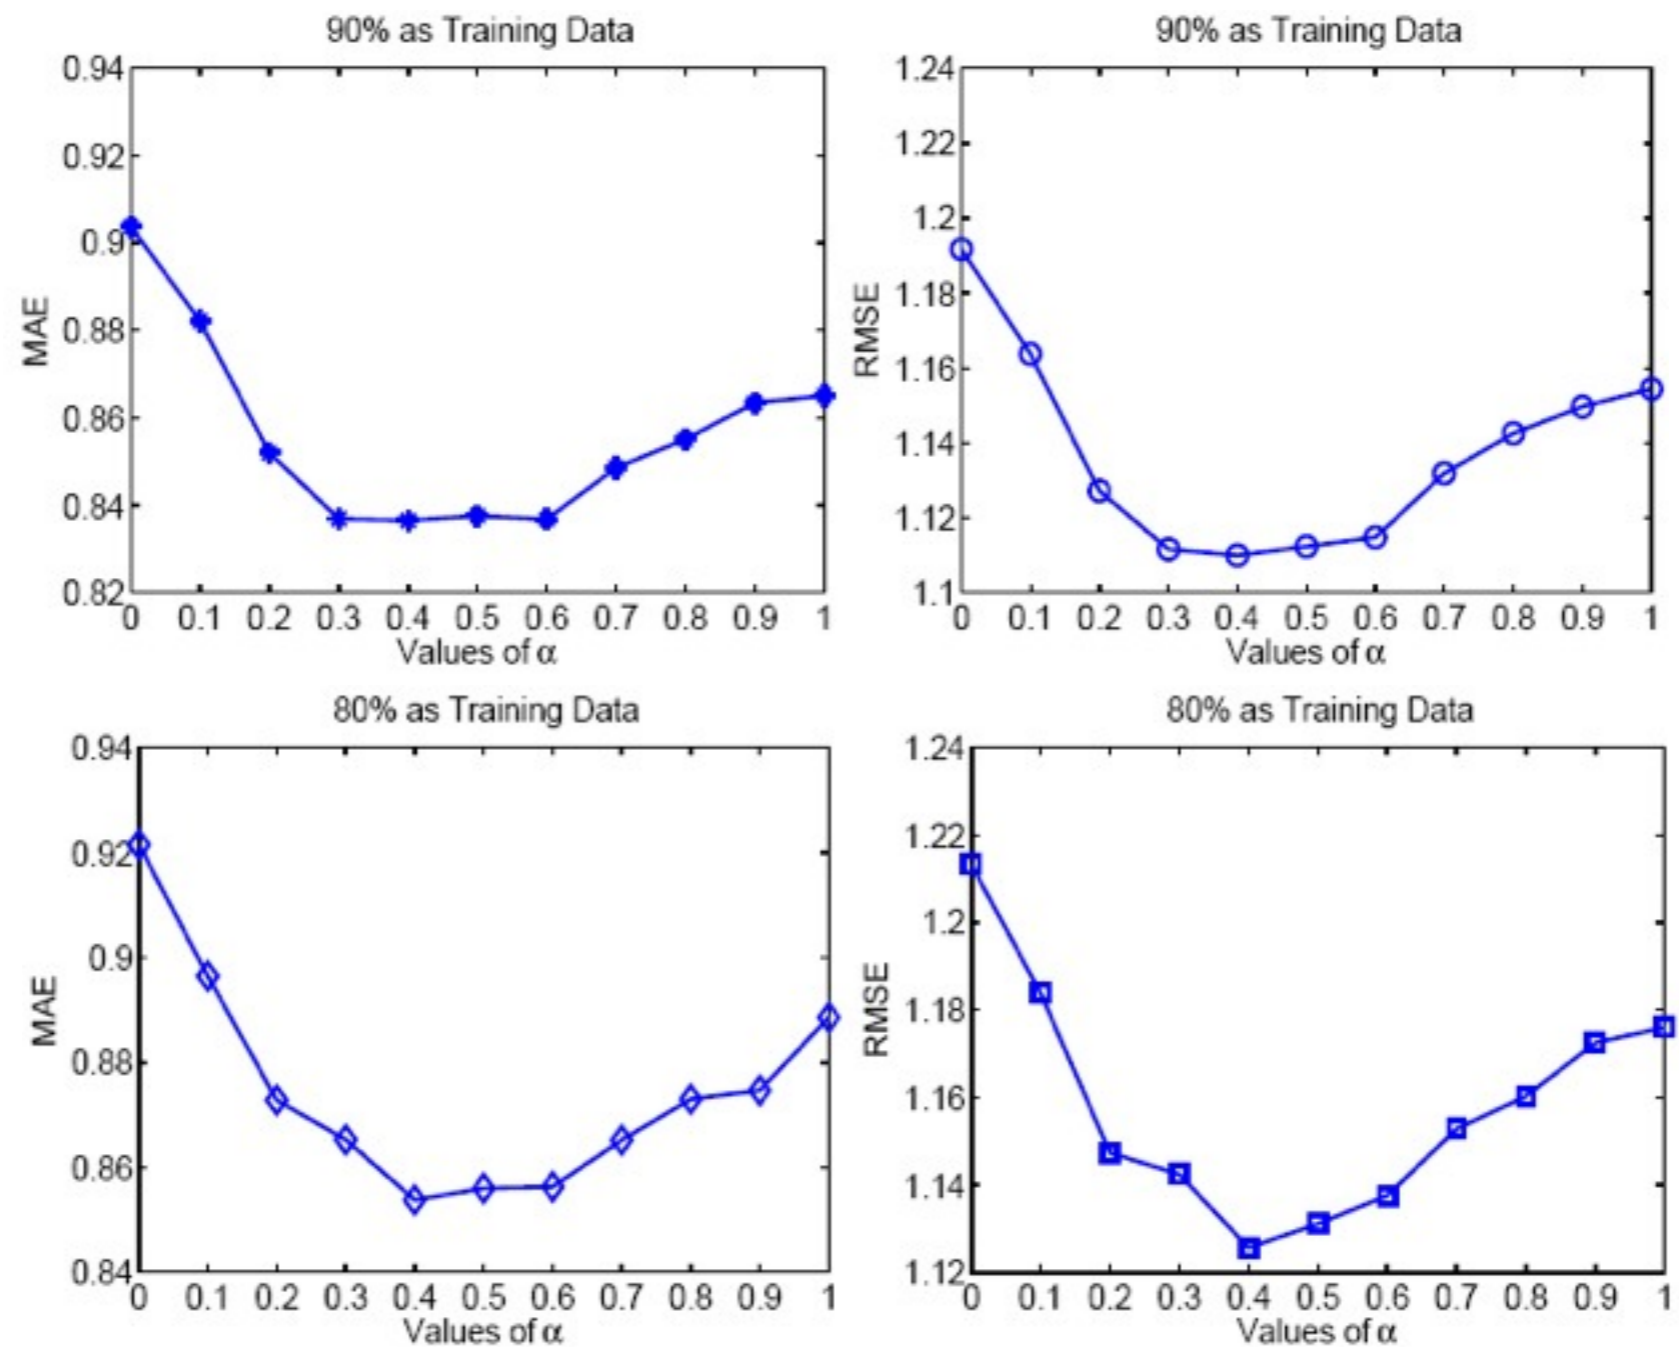 90% as Training Data
0.94
0.92
0.9
0.88
0.86
0.84
0.82
MAE
0 0.1 0.2 0.3 0.4 0.5 0.6 0.7 0.8 0.9 1
Values of α
90% as Training Data
1.24
1.22
1.2
1.18
1.16
1.14
1.12
1.1
RMSE
0 0.1 0.2 0.3 0.4 0.5 0.6 0.7 0.8 0.9 1
Values of α
80% as Training Data
0.94
0.92
0.9
0.88
0.86
0.84
MAE
0 0.1 0.2 0.3 0.4 0.5 0.6 0.7 0.8 0.9 1
Values of α
80% as Training Data
1.24
1.22
1.2
1.18
1.16
1.14
1.12
RMSE
0 0.1 0.2 0.3 0.4 0.5 0.6 0.7 0.8 0.9 1
Values of α